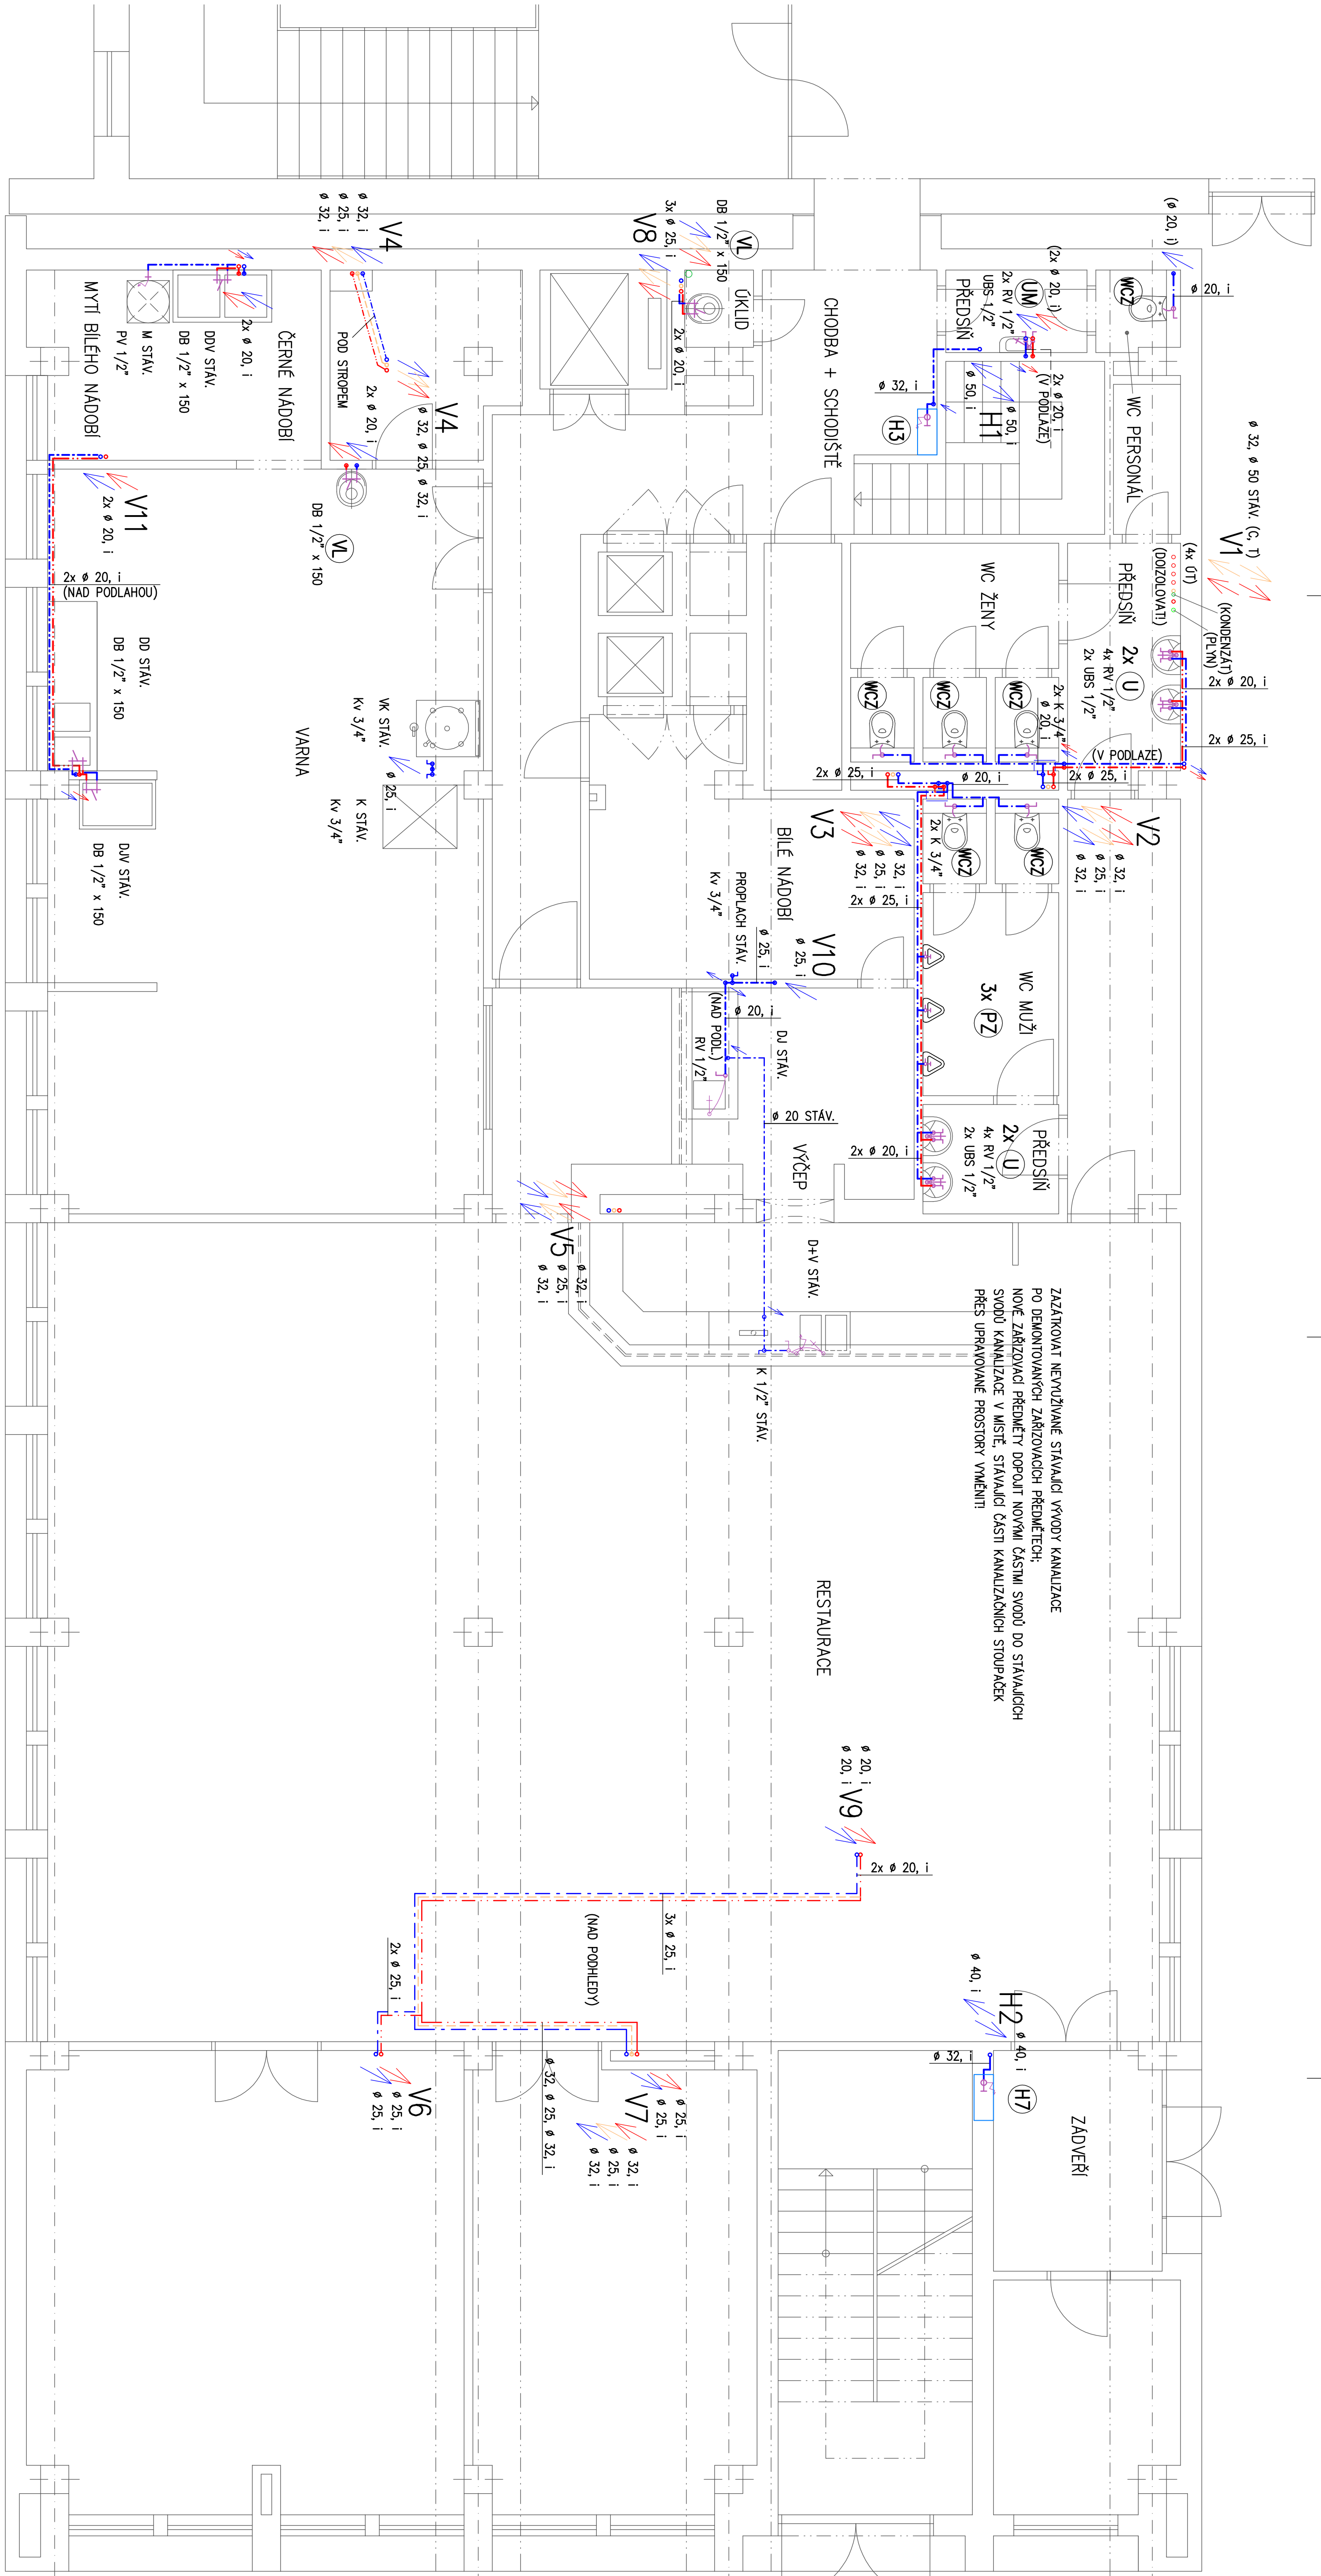 ø 32, ø 50 STÁV. (C, T)
V1
(4x ÚT)
(DOIZOLOVAT!)
(KONDENZÁT)
(PLYN)
(ø 20, i)
ø 20, i
WCZ
WC PERSONÁL
PŘEDSÍŇ
2x U
4x RV 1/2"
2x UBS 1/2"
2x ø 20, i
2x ø 25, i
(2x ø 20, i)
UM
2x RV 1/2"
UBS 1/2"
PŘEDSÍŇ
2x ø 20, i
(V PODLAZE)
H1
ø 50, i
ø 50, i
ø 32, i
H3
CHODBA + SCHODIŠTĚ
WC ŽENY
WCZ
WCZ
WCZ
2x K 3/4"
ø 20, i
(V PODLAZE)
2x ø 25, i
2x ø 25, i
ø 20, i
V2
ø 32, i
ø 25, i
ø 32, i
V3
ø 32, i
ø 25, i
ø 32, i
2x K 3/4"
2x ø 25, i
WCZ
WCZ
WC MUŽI
3x PZ
PŘEDSÍŇ
2x U
4x RV 1/2"
2x UBS 1/2"
2x ø 20, i
DB 1/2" x 150
VL
V8
3x ø 25, i
ÚKLID
2x ø 20, i
V4
ø 32, i
ø 25, i
ø 32, i
POD STROPEM
V4
ø 32, ø 25, ø 32, i
2x ø 20, i
VL
DB 1/2" x 150
ČERNÉ NÁDOBÍ
2x ø 20, i
DDV STÁV.
DB 1/2" x 150
M STÁV.
PV 1/2"
MYTÍ BÍLÉHO NÁDOBÍ
V11
2x ø 20, i
2x ø 20, i
(NAD PODLAHOU)
DD STÁV.
DB 1/2" x 150
VARNA
VK STÁV.
Kv 3/4"
ø 25, i
K STÁV.
Kv 3/4"
DJV STÁV.
DB 1/2" x 150
BÍLÉ NÁDOBÍ
PROPLACH STÁV.
Kv 3/4"
ø 25, i
V10
ø 25, i
ø 20, i
(NAD PODL.)
RV 1/2"
DJ STÁV.
ø 20 STÁV.
VÝČEP
V5
ø 32, i
ø 25, i
ø 32, i
D+V STÁV.
K 1/2" STÁV.
ZAZÁTKOVAT NEVYUŽÍVANÉ STÁVAJÍCÍ VÝVODY KANALIZACE
PO DEMONTOVANÝCH ZAŘIZOVACÍCH PŘEDMĚTECH;
NOVÉ ZAŘIZOVACÍ PŘEDMĚTY DOPOJIT NOVÝMI ČÁSTMI SVODŮ DO STÁVAJÍCÍCH
SVODŮ KANALIZACE V MÍSTĚ, STÁVAJÍCÍ ČÁSTI KANALIZAČNÍCH STOUPAČEK
PŘES UPRAVOVANÉ PROSTORY VYMĚNIT!
RESTAURACE
ø 20, i
ø 20, i
V9
2x ø 20, i
3x ø 25, i
(NAD PODHLEDY)
2x ø 25, i
ø 32, ø 25, ø 32, i
V6
ø 25, i
ø 25, i
V7
ø 25, i
ø 25, i
ø 32, i
ø 25, i
ø 32, i
ø 40, i
H2
ø 40, i
ø 32, i
H7
ZÁDVEŘÍ